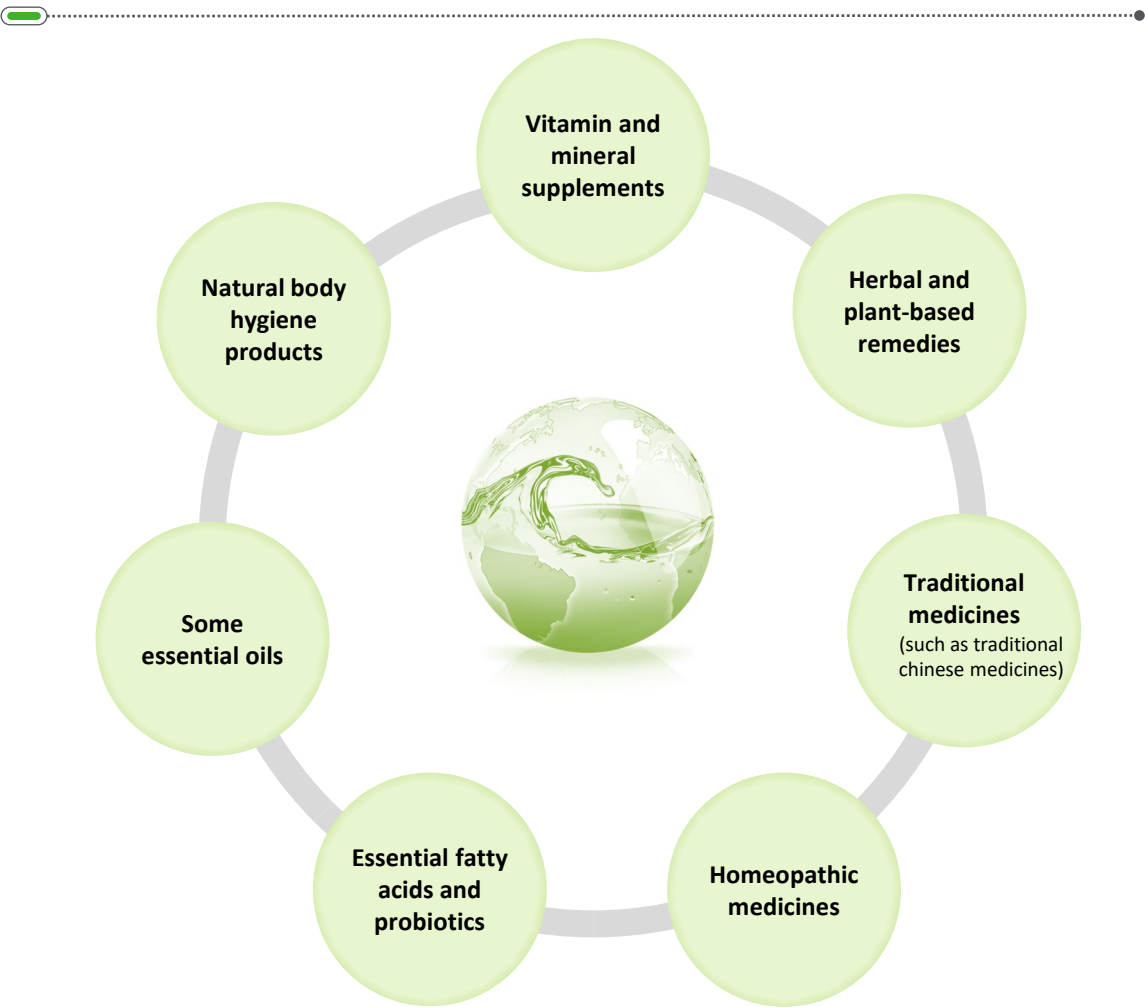 Vitamin and
mineral
supplements
Herbal and
plant-based
remedies
Traditional
medicines
(such as traditional
chinese medicines)
Homeopathic
medicines
Essential fatty
acids and
probiotics
Some
essential oils
Natural body
hygiene
products